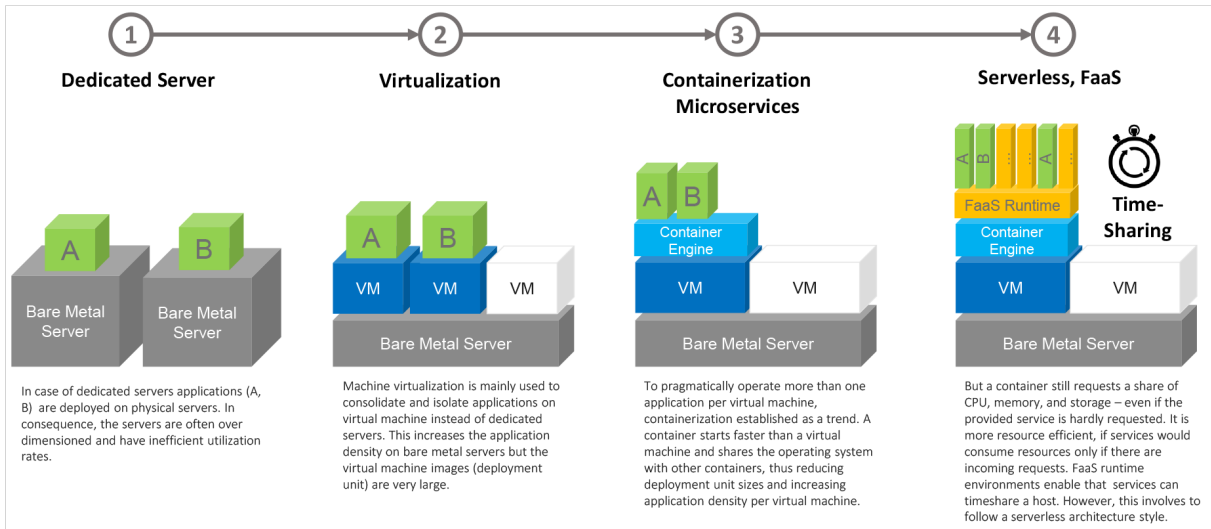 1
2
3
4
Dedicated Server
Virtualization
Containerization
Microservices
Serverless, FaaS
A
B
Bare Metal
Server
Bare Metal
Server
In case of dedicated servers applications (A,
B) are deployed on physical servers. In
consequence, the servers are often over
dimensioned and have inefficient utilization
rates.
A
B
VM
VM
VM
Bare Metal Server
Machine virtualization is mainly used to
consolidate and isolate applications on
virtual machine instead of dedicated
servers. This increases the application
density on bare metal servers but the
virtual machine images (deployment
unit) are very large.
A
B
Container
Engine
VM
VM
Bare Metal Server
To pragmatically operate more than one
application per virtual machine,
containerization established as a trend. A
container starts faster than a virtual
machine and shares the operating system
with other containers, thus reducing
deployment unit sizes and increasing
application density per virtual machine.
A
B
...
...
A
...
FaaS Runtime
Container
Engine
Time-
Sharing
VM
VM
Bare Metal Server
But a container still requests a share of
CPU, memory, and storage – even if the
provided service is hardly requested. It is
more resource efficient, if services would
consume resources only if there are
incoming requests. FaaS runtime
environments enable that services can
timeshare a host. However, this involves to
follow a serverless architecture style.